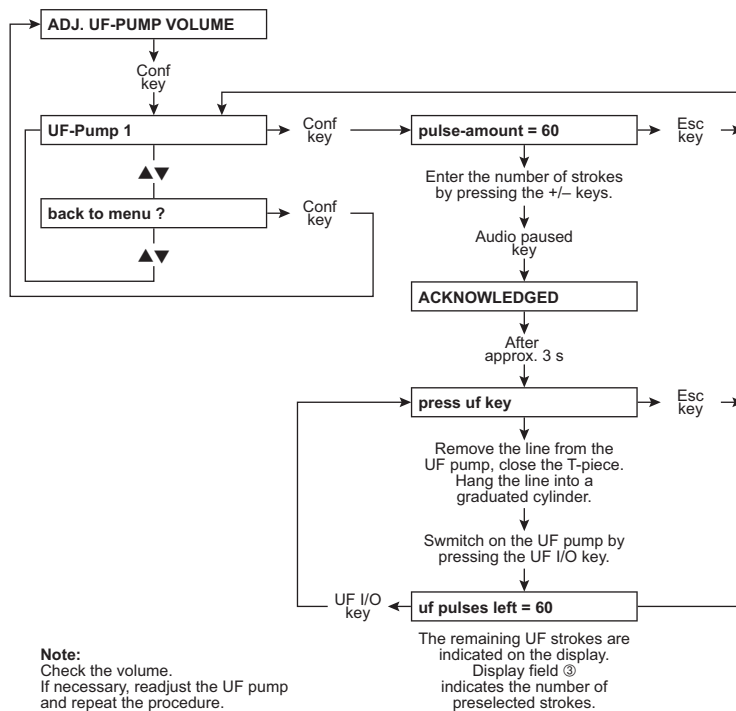 ADJ. UF-PUMP VOLUME
Conf
key
UF-Pump 1
Conf
key
pulse-amount = 60
Esc
key
▲▼
Enter the number of strokes
by pressing the +/– keys.
back to menu ?
Conf
key
▲▼
Audio paused
key
ACKNOWLEDGED
After
approx. 3 s
press uf key
Esc
key
Remove the line from the
UF pump, close the T-piece.
Hang the line into a
graduated cylinder.
Swmitch on the UF pump by
pressing the UF I/O key.
UF I/O
key
uf pulses left = 60
The remaining UF strokes are
indicated on the display.
Display field ③
indicates the number of
preselected strokes.
Note:
Check the volume.
If necessary, readjust the UF pump
and repeat the procedure.